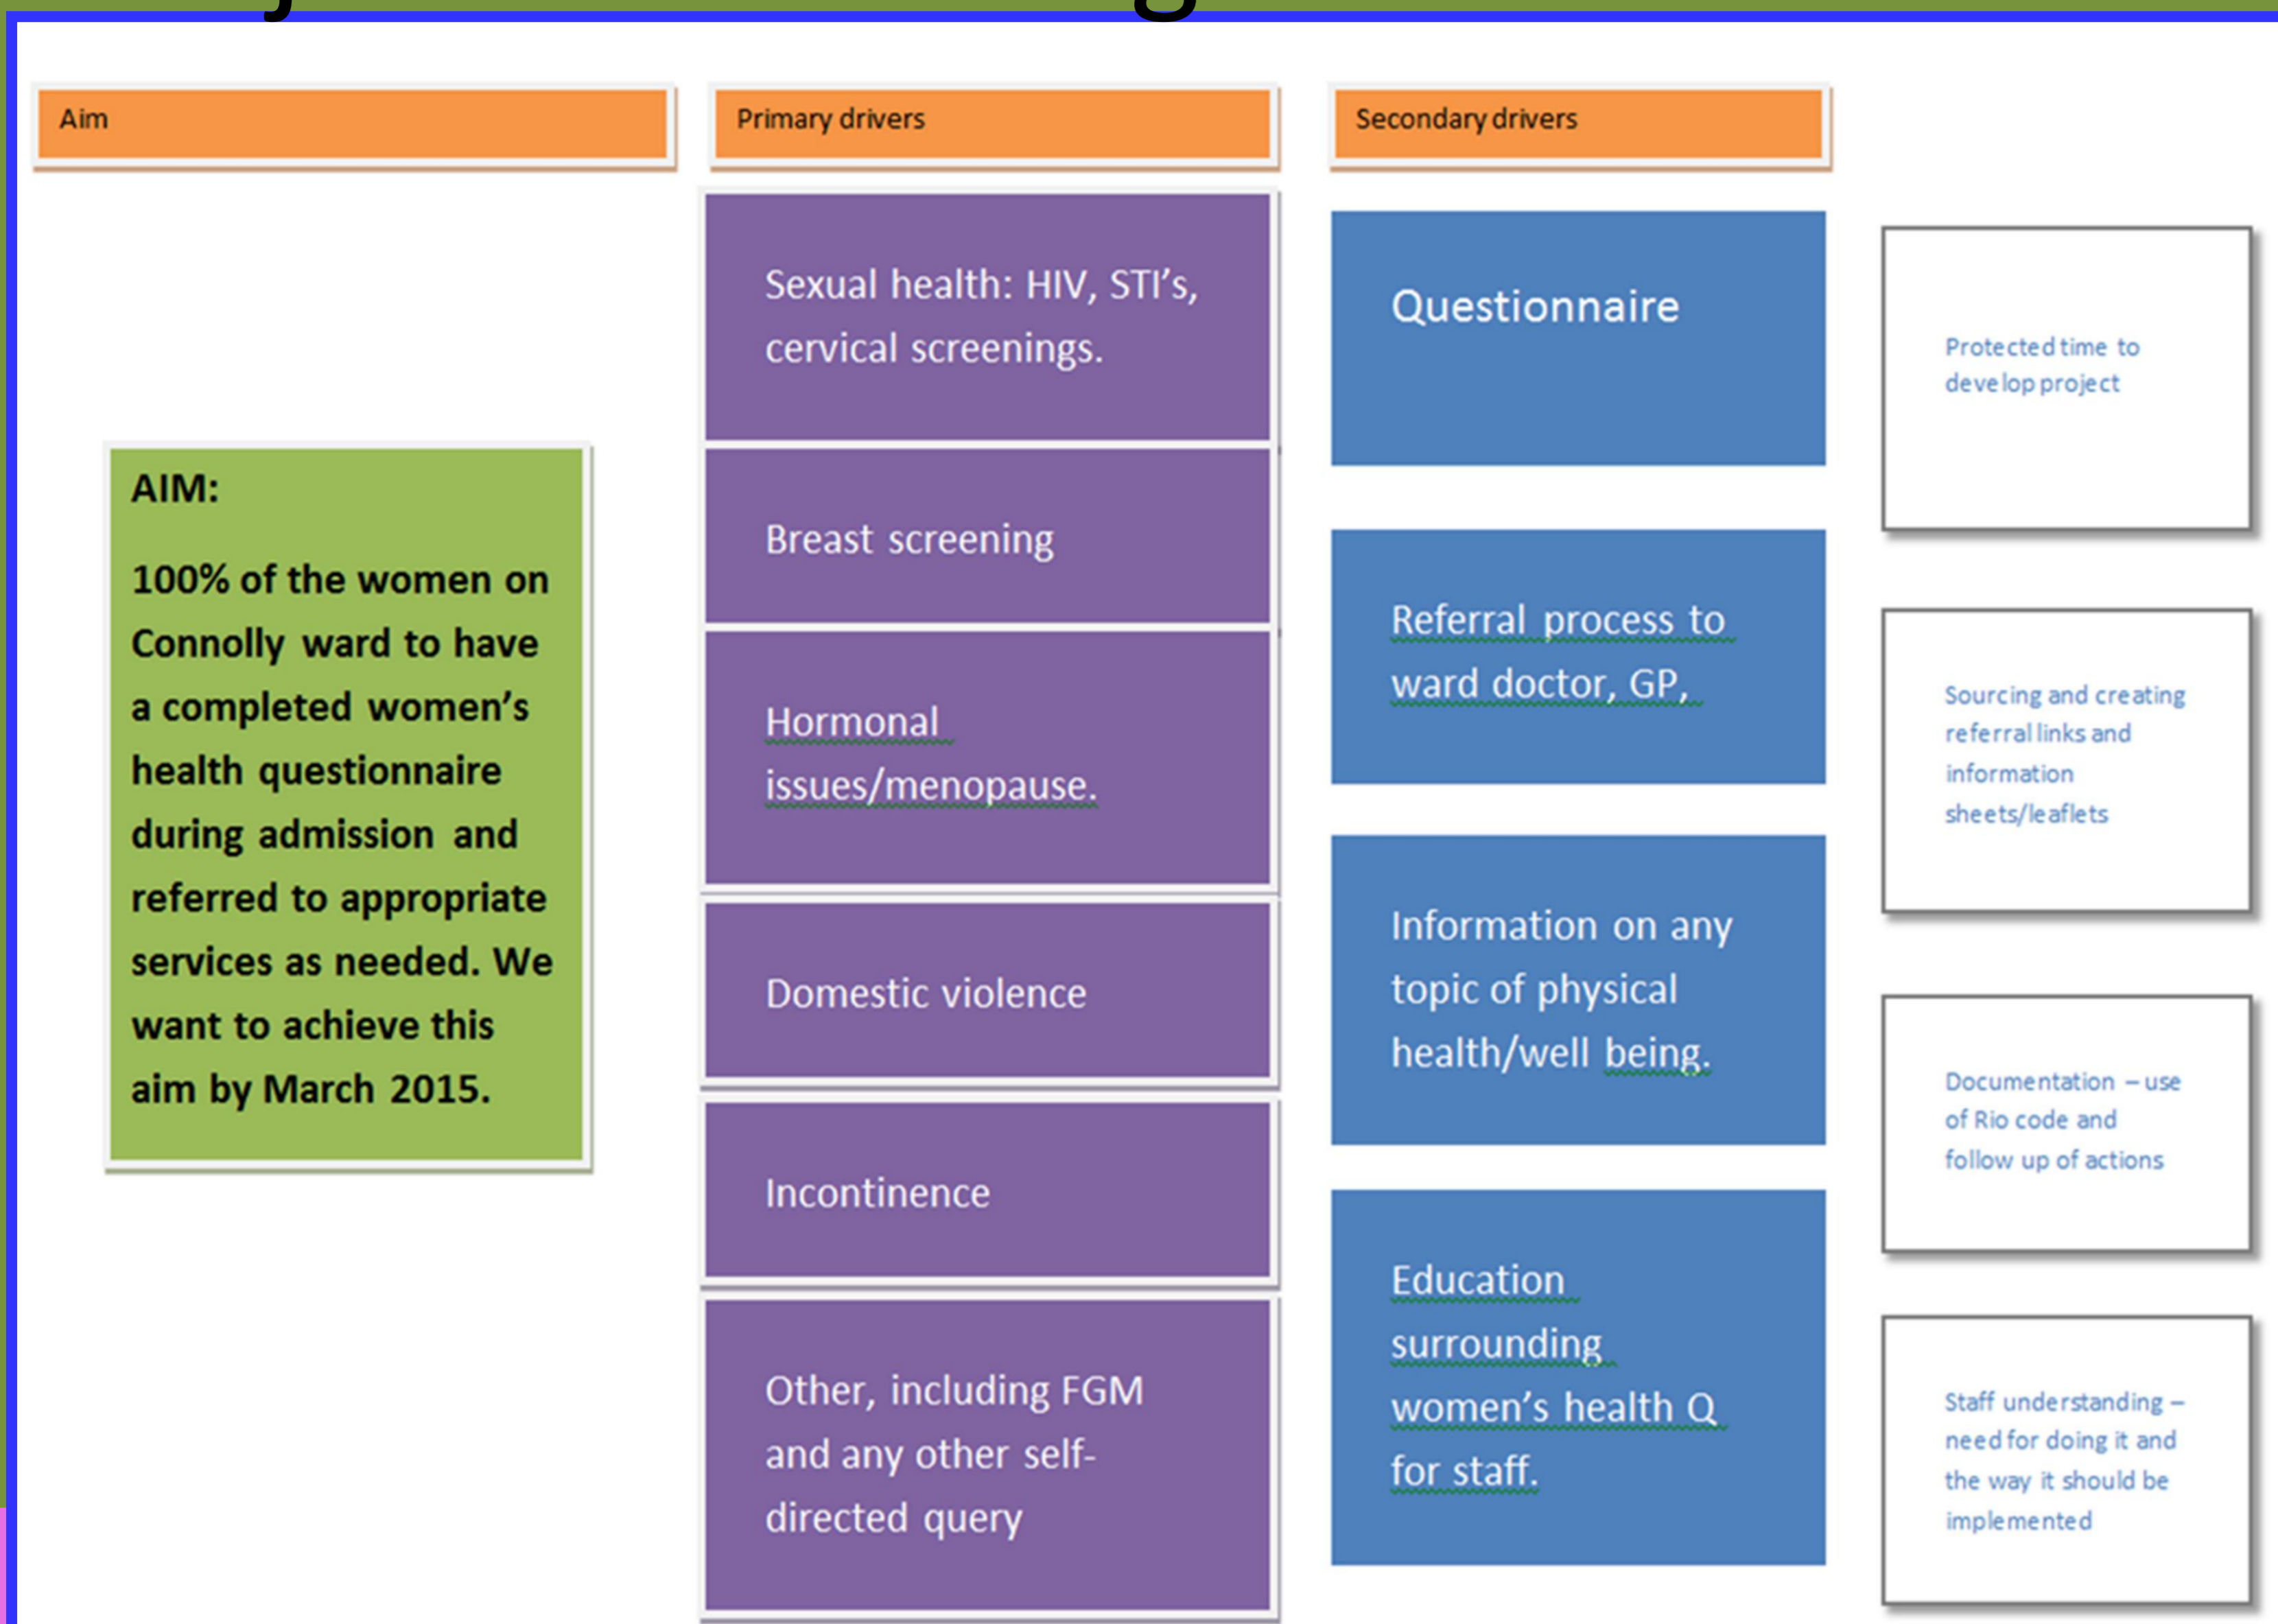 Aim
Primary drivers
Secondary drivers
AIM:
100% of the women on
Connolly ward to have
a completed women's
health questionnaire
during admission and
referred to appropriate
services as needed. We
want to achieve this
aim by March 2015.
Sexual health: HIV, STI's,
cervical screenings.
Breast screening
Hormonal
issues/menopause.
Domestic violence
Incontinence
Other, including FGM
and any other self-
directed query
Questionnaire
Referral process to
ward doctor, GP,
Information on any
topic of physical
health/well being.
Education
surrounding
women's health Q
for staff.
Protected time to
develop project
Sourcing and creating
referral links and
information
sheets/leaflets
Documentation – use
of Rio code and
follow up of actions
Staff understanding –
need for doing it and
the way it should be
implemented